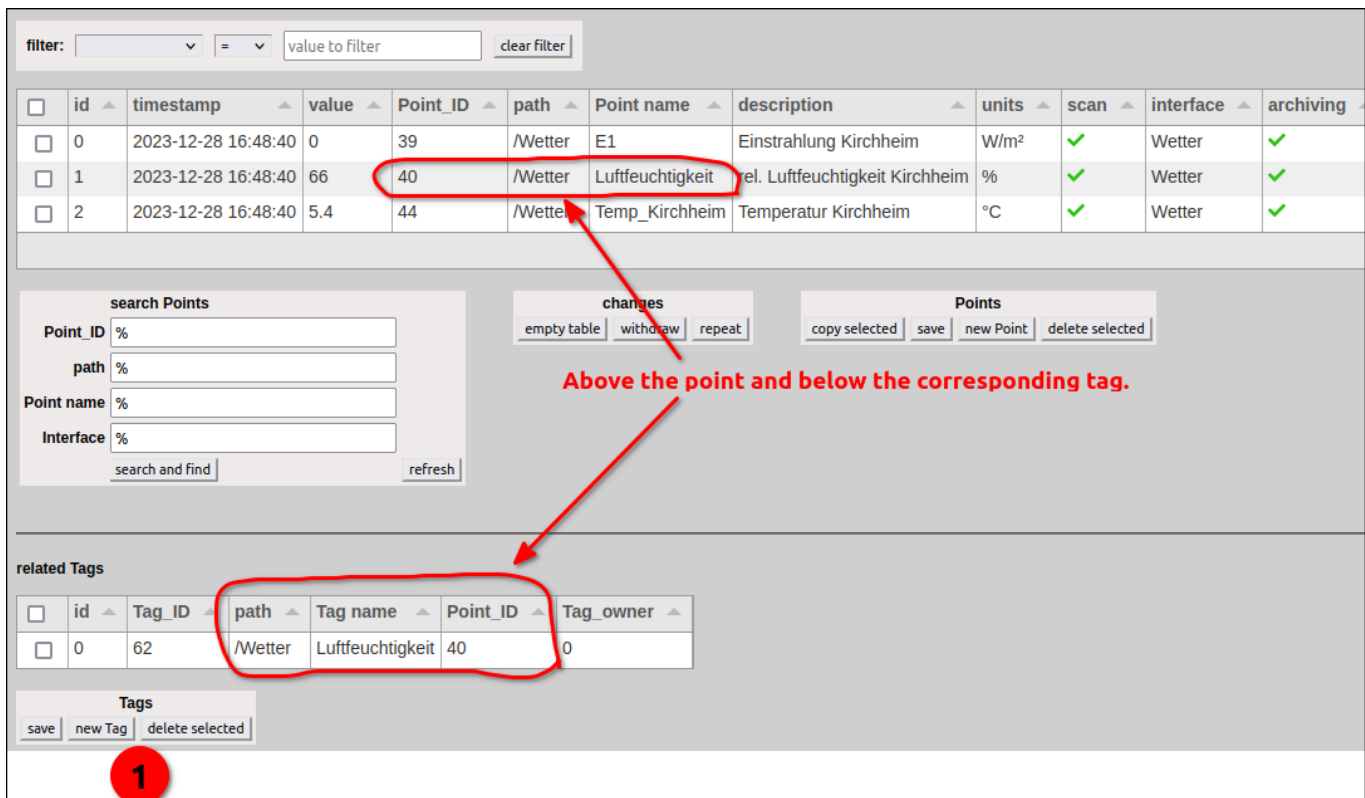 filter: = value to filter clear filter
id timestamp value Point_ID path Point name description units scan interface archiving
0 2023-12-28 16:48:40 0 39 /Wetter E1 Einstrahlung Kirchheim W/m² Wetter
1 2023-12-28 16:48:40 66 40 /Wetter Luftfeuchtigkeit rel. Luftfeuchtigkeit Kirchheim % Wetter
2 2023-12-28 16:48:40 5.4 44 /Wetter Temp_Kirchheim Temperatur Kirchheim °C Wetter
search Points
Point_ID %
path %
Point name %
Interface %
search and find refresh
changes
empty table withdraw repeat
Points
copy selected save new Point delete selected
Above the point and below the corresponding tag.
related Tags
id Tag_ID path Tag name Point_ID Tag_owner
0 62 /Wetter Luftfeuchtigkeit 40 0
Tags
save new Tag delete selected
1